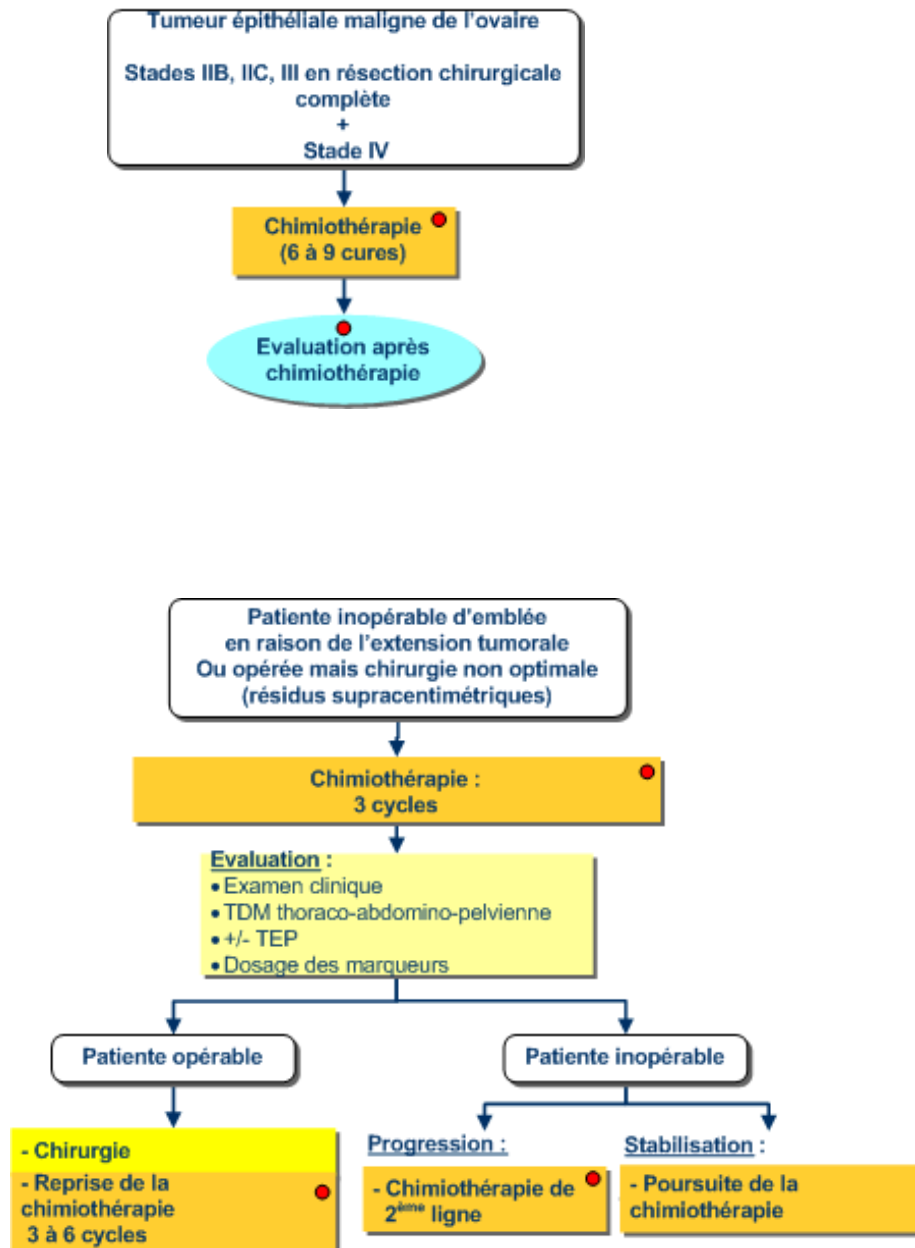 Tumeur épithéliale maligne de l'ovaire
Stades IIB, IIC, III en résection chirurgicale
complète
+
Stade IV
Chimiothérapie
(6 à 9 cures)
Evaluation après
chimiothérapie
Patiente inopérable d'emblée
en raison de l'extension tumorale
Ou opérée mais chirurgie non optimale
(résidus supracentimétriques)
Chimiothérapie :
3 cycles
Evaluation :
• Examen clinique
• TDM thoraco-abdomino-pelvienne
• +/- TEP
• Dosage des marqueurs
Patiente opérable
Patiente inopérable
- Chirurgie
- Reprise de la
chimiothérapie
3 à 6 cycles
Progression :
- Chimiothérapie de
2ème ligne
Stabilisation :
- Poursuite de la
chimiothérapie